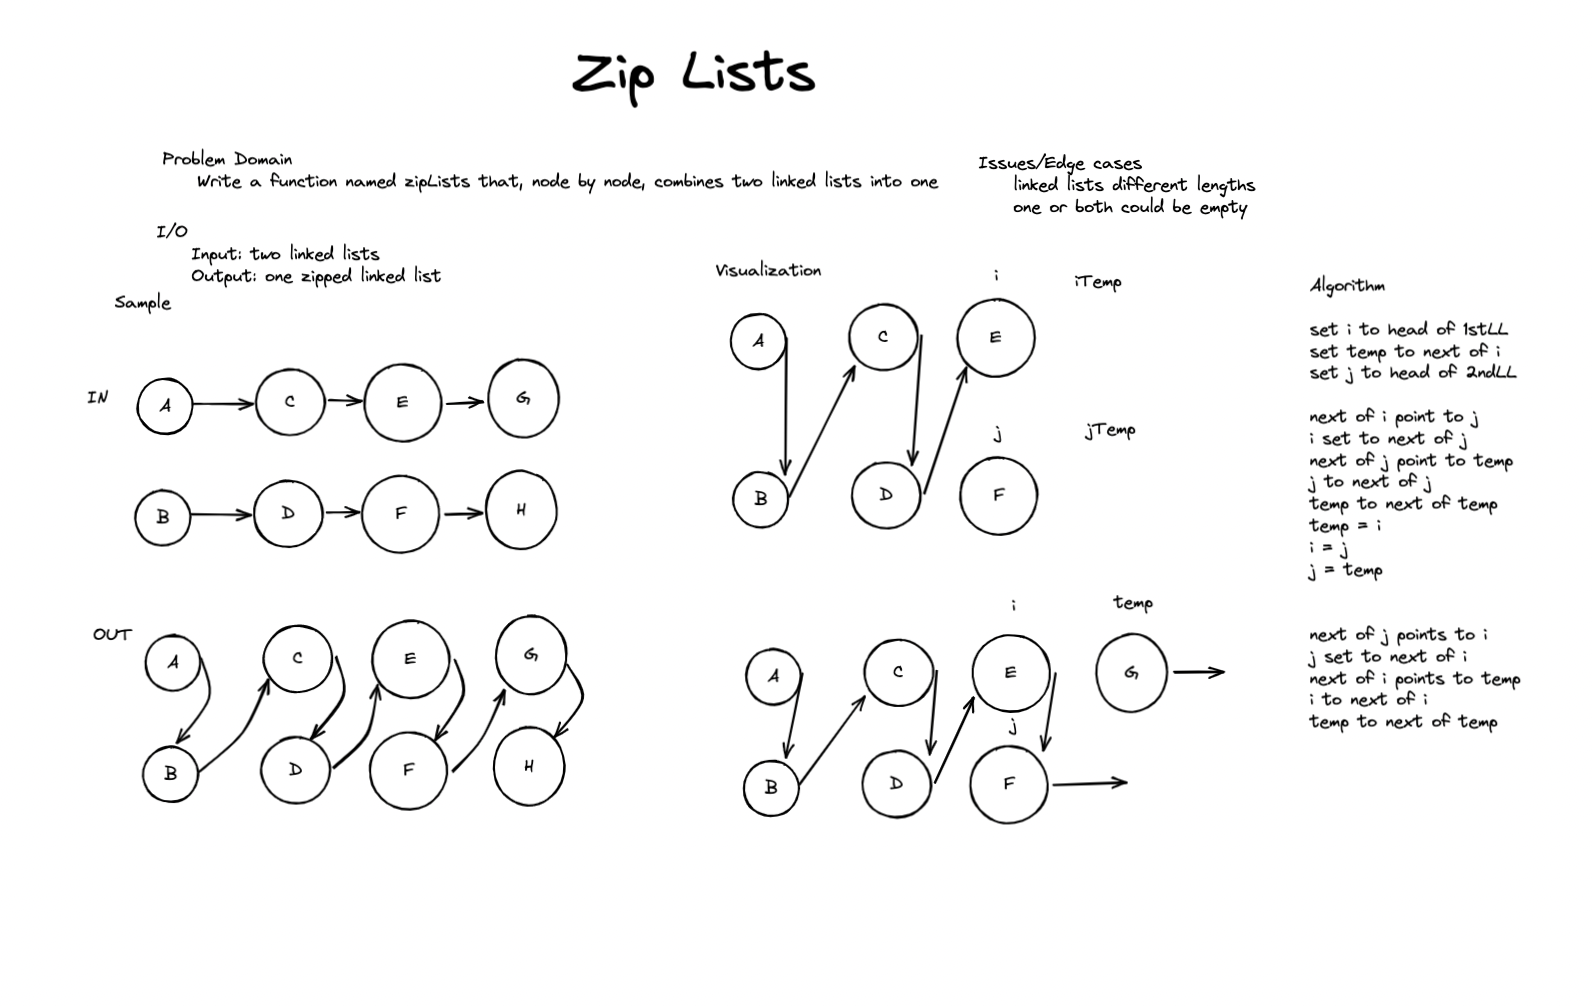 Zip Lists
Problem Domain
Write a function named zipLists that, node by node, combines two linked lists into one
Issues/Edge cases
linked lists different lengths
one or both could be empty
I/O
Input: two linked lists
Output: one zipped linked list
Sample
IN
A
C
E
G
B
D
F
H
OUT
A
C
E
G
B
D
F
H
Visualization
i
iTemp
A
C
E
j
jTemp
B
D
F
i
temp
A
C
E
G
j
B
D
F
Algorithm
set i to head of 1stLL
set temp to next of i
set j to head of 2ndLL
next of i point to j
i set to next of j
next of j point to temp
j to next of j
temp to next of temp
temp = i
i = j
j = temp
next of j points to i
j set to next of i
next of i points to temp
i to next of i
temp to next of temp